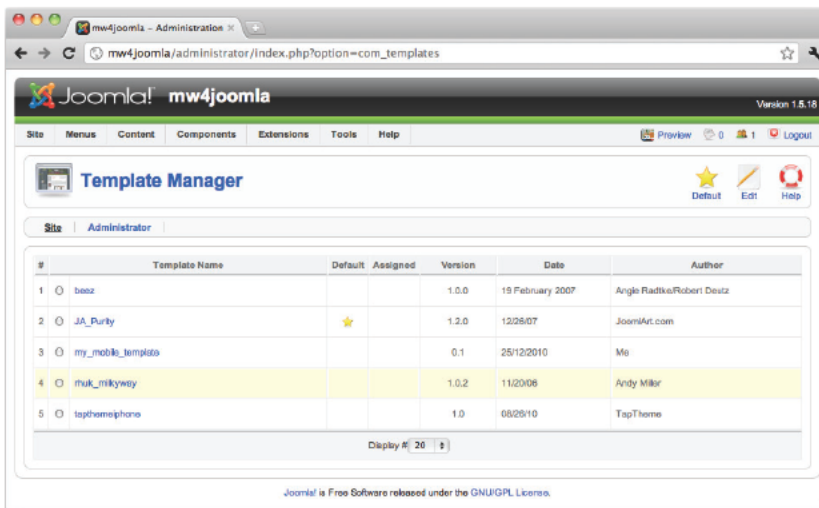 mw4joomla – Administration
mw4joomla/administrator/index.php?option=com_templates
Joomla! mw4joomla
Version 1.5.18
Site Menus Content Components Extensions Tools Help Preview 0 1 Logout
Template Manager
Default Edit Help
Site Administrator
# Template Name Default Assigned Version Date Author
1 beez 1.0.0 19 February 2007 Angie Radtke/Robert Deutz
2 JA_Purity 1.2.0 12/26/07 JoomlArt.com
3 my_mobile_template 0.1 25/12/2010 Me
4 rhuk_milkyway 1.0.2 11/20/06 Andy Miller
5 tapthemeiphone 1.0 08/26/10 TapTheme
Display # 20
Joomla! is Free Software released under the GNU/GPL License.